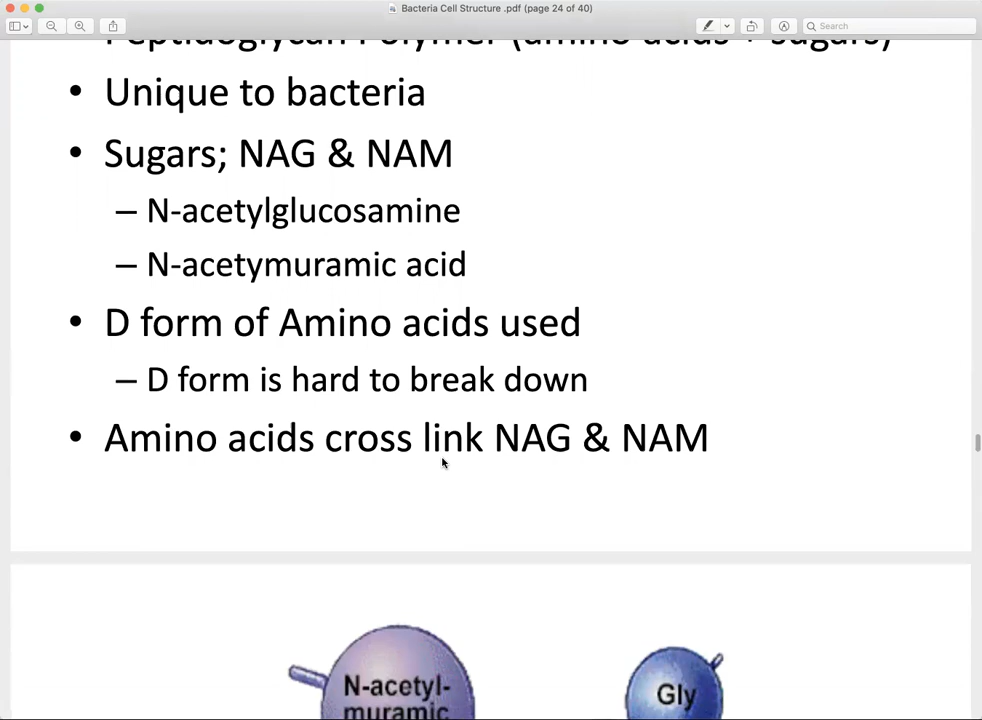 Bacteria Cell Structure .pdf (page 24 of 40)
Search
Peptidoglycan Polymer (amino acids + sugars)
• Unique to bacteria
• Sugars; NAG & NAM
– N-acetylglucosamine
– N-acetymuramic acid
• D form of Amino acids used
– D form is hard to break down
• Amino acids cross link NAG & NAM
N-acetyl-
muramic
Gly